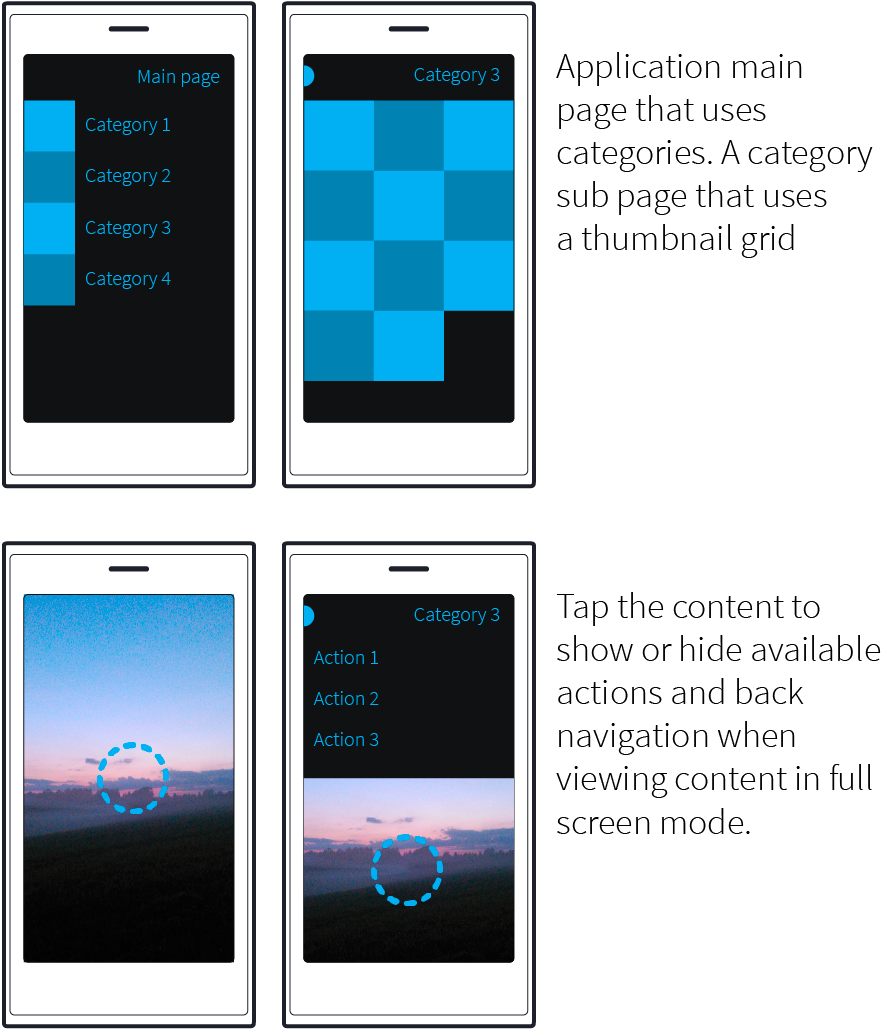 Main page
Category 1
Category 2
Category 3
Category 4
Category 3
Application main
page that uses
categories. A category
sub page that uses
a thumbnail grid
Category 3
Action 1
Action 2
Action 3
Tap the content to
show or hide available
actions and back
navigation when
viewing content in full
screen mode.